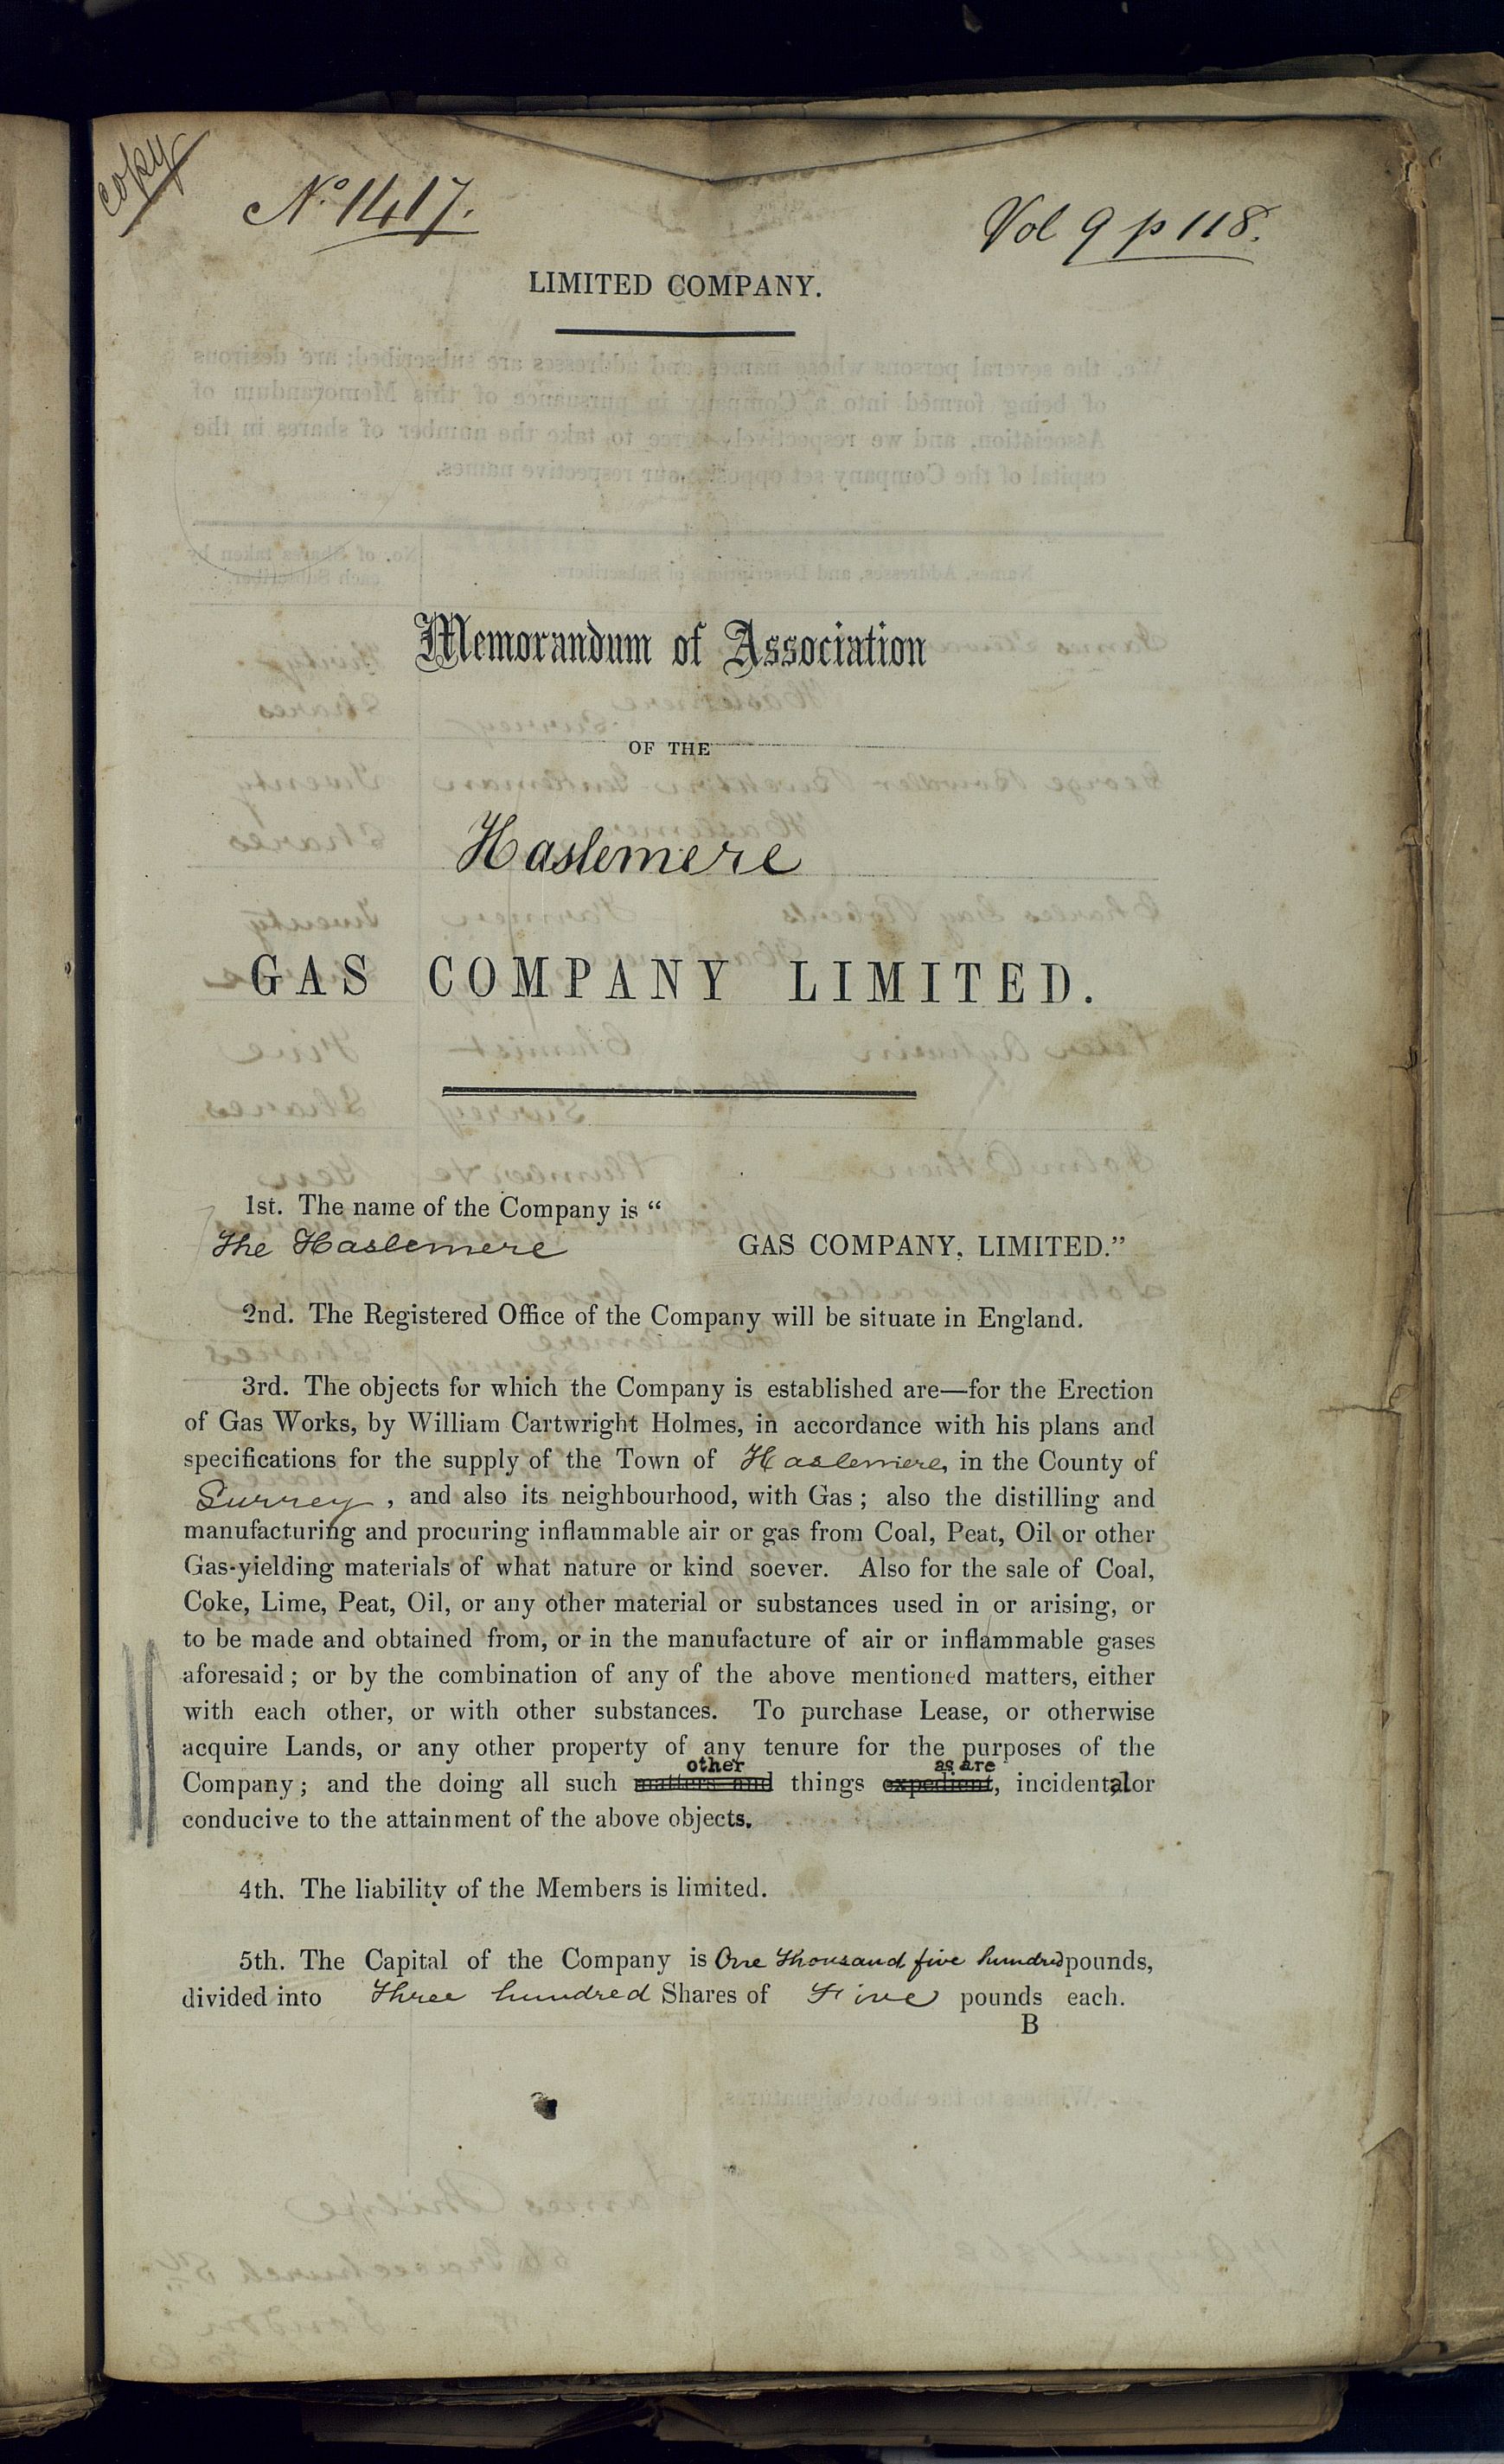 copy
No. 1417.
Vol 9 p 118.
LIMITED COMPANY.
Memorandum of Association
OF THE
Haslemere
GAS COMPANY LIMITED.
1st. The name of the Company is “
The Haslemere GAS COMPANY, LIMITED.”
2nd. The Registered Office of the Company will be situate in England.
3rd. The objects for which the Company is established are—for the Erection
of Gas Works, by William Cartwright Holmes, in accordance with his plans and
specifications for the supply of the Town of Haslemere, in the County of
Surrey, and also its neighbourhood, with Gas; also the distilling and
manufacturing and procuring inflammable air or gas from Coal, Peat, Oil or other
Gas-yielding materials of what nature or kind soever. Also for the sale of Coal,
Coke, Lime, Peat, Oil, or any other material or substances used in or arising, or
to be made and obtained from, or in the manufacture of air or inflammable gases
aforesaid; or by the combination of any of the above mentioned matters, either
with each other, or with other substances. To purchase Lease, or otherwise
acquire Lands, or any other property of any tenure for the purposes of the
other as are
Company; and the doing all such matters and things expedient, incidental or
conducive to the attainment of the above objects.
4th. The liability of the Members is limited.
5th. The Capital of the Company is One Thousand five hundred pounds,
divided into Three hundred Shares of Five pounds each.
B